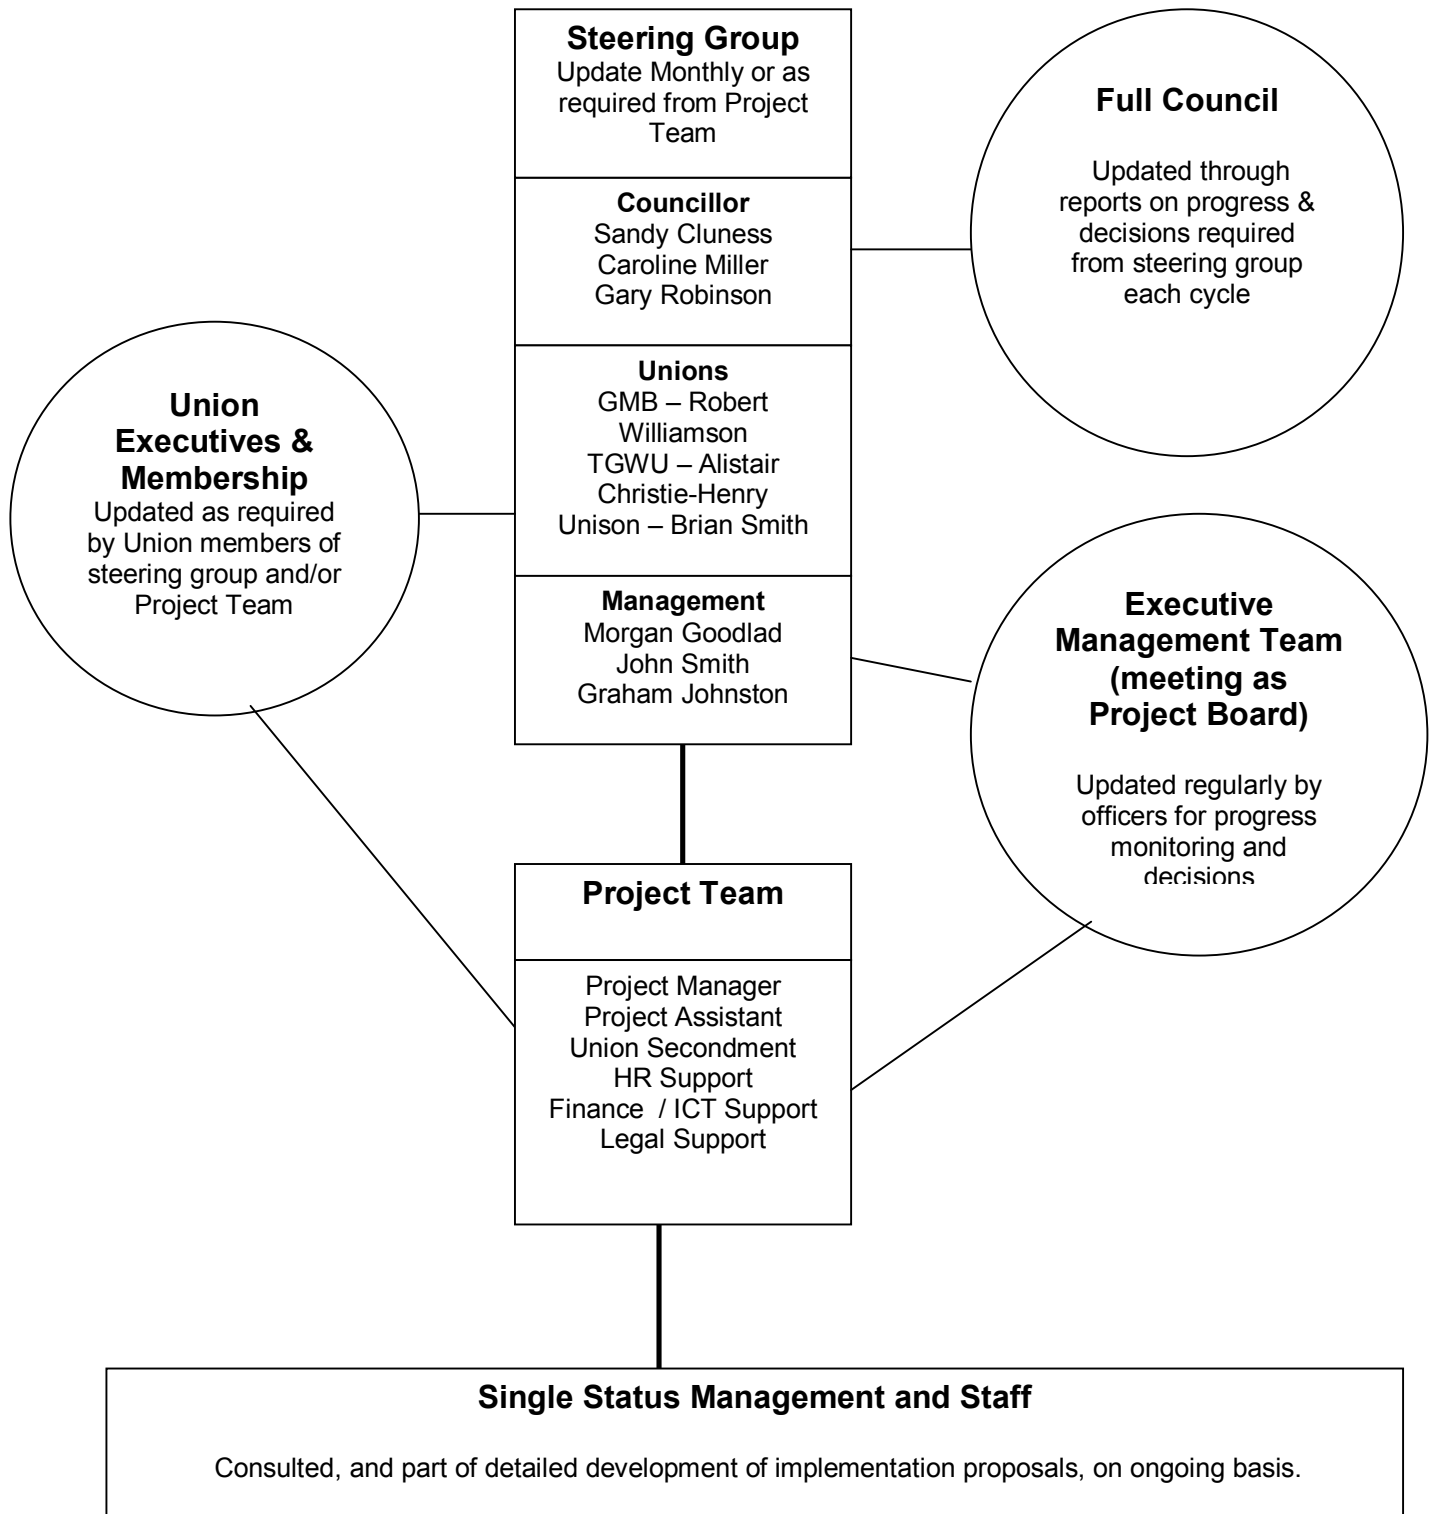 Steering Group
Update Monthly or as
required from Project
Team
Councillor
Sandy Cluness
Caroline Miller
Gary Robinson
Unions
GMB – Robert
Williamson
TGWU – Alistair
Christie-Henry
Unison – Brian Smith
Management
Morgan Goodlad
John Smith
Graham Johnston
Full Council
Updated through
reports on progress &
decisions required
from steering group
each cycle
Union
Executives &
Membership
Updated as required
by Union members of
steering group and/or
Project Team
Executive
Management Team
(meeting as
Project Board)
Updated regularly by
officers for progress
monitoring and
decisions
Project Team
Project Manager
Project Assistant
Union Secondment
HR Support
Finance  / ICT Support
Legal Support
Single Status Management and Staff
Consulted, and part of detailed development of implementation proposals, on ongoing basis.